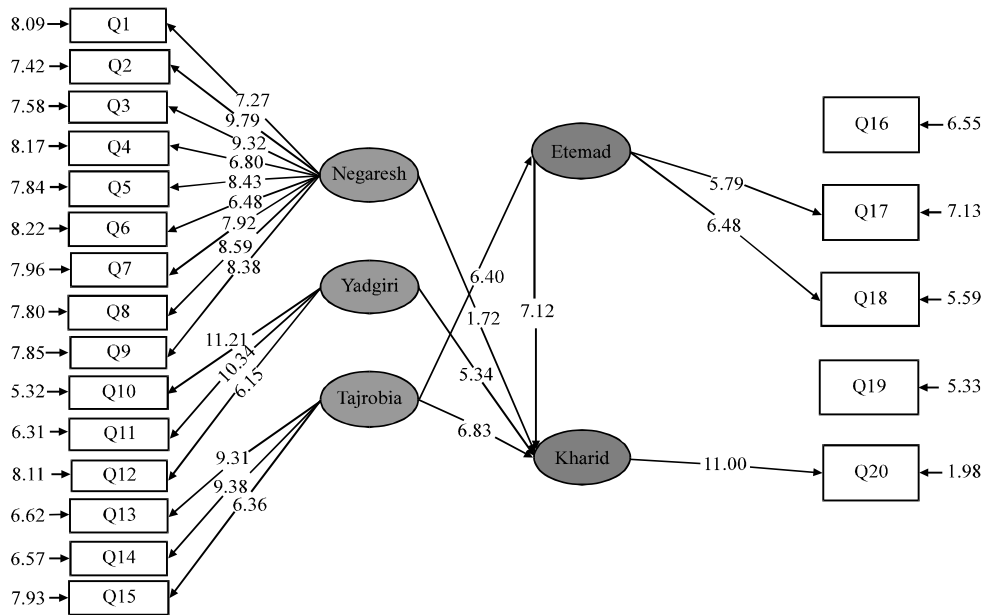 8.09 Q1
7.42 Q2
7.58 Q3
8.17 Q4
7.84 Q5
8.22 Q6
7.96 Q7
7.80 Q8
7.85 Q9
5.32 Q10
6.31 Q11
8.11 Q12
6.62 Q13
6.57 Q14
7.93 Q15
7.27
9.79
9.32
6.80
8.43
6.48
7.92
8.59
8.38
11.21
10.34
6.15
9.31
9.38
6.36
Negaresh
Yadgiri
Tajrobia
6.40
1.72
5.34
6.83
7.12
Etemad
Kharid
5.79
6.48
11.00
Q16 6.55
Q17 7.13
Q18 5.59
Q19 5.33
Q20 1.98